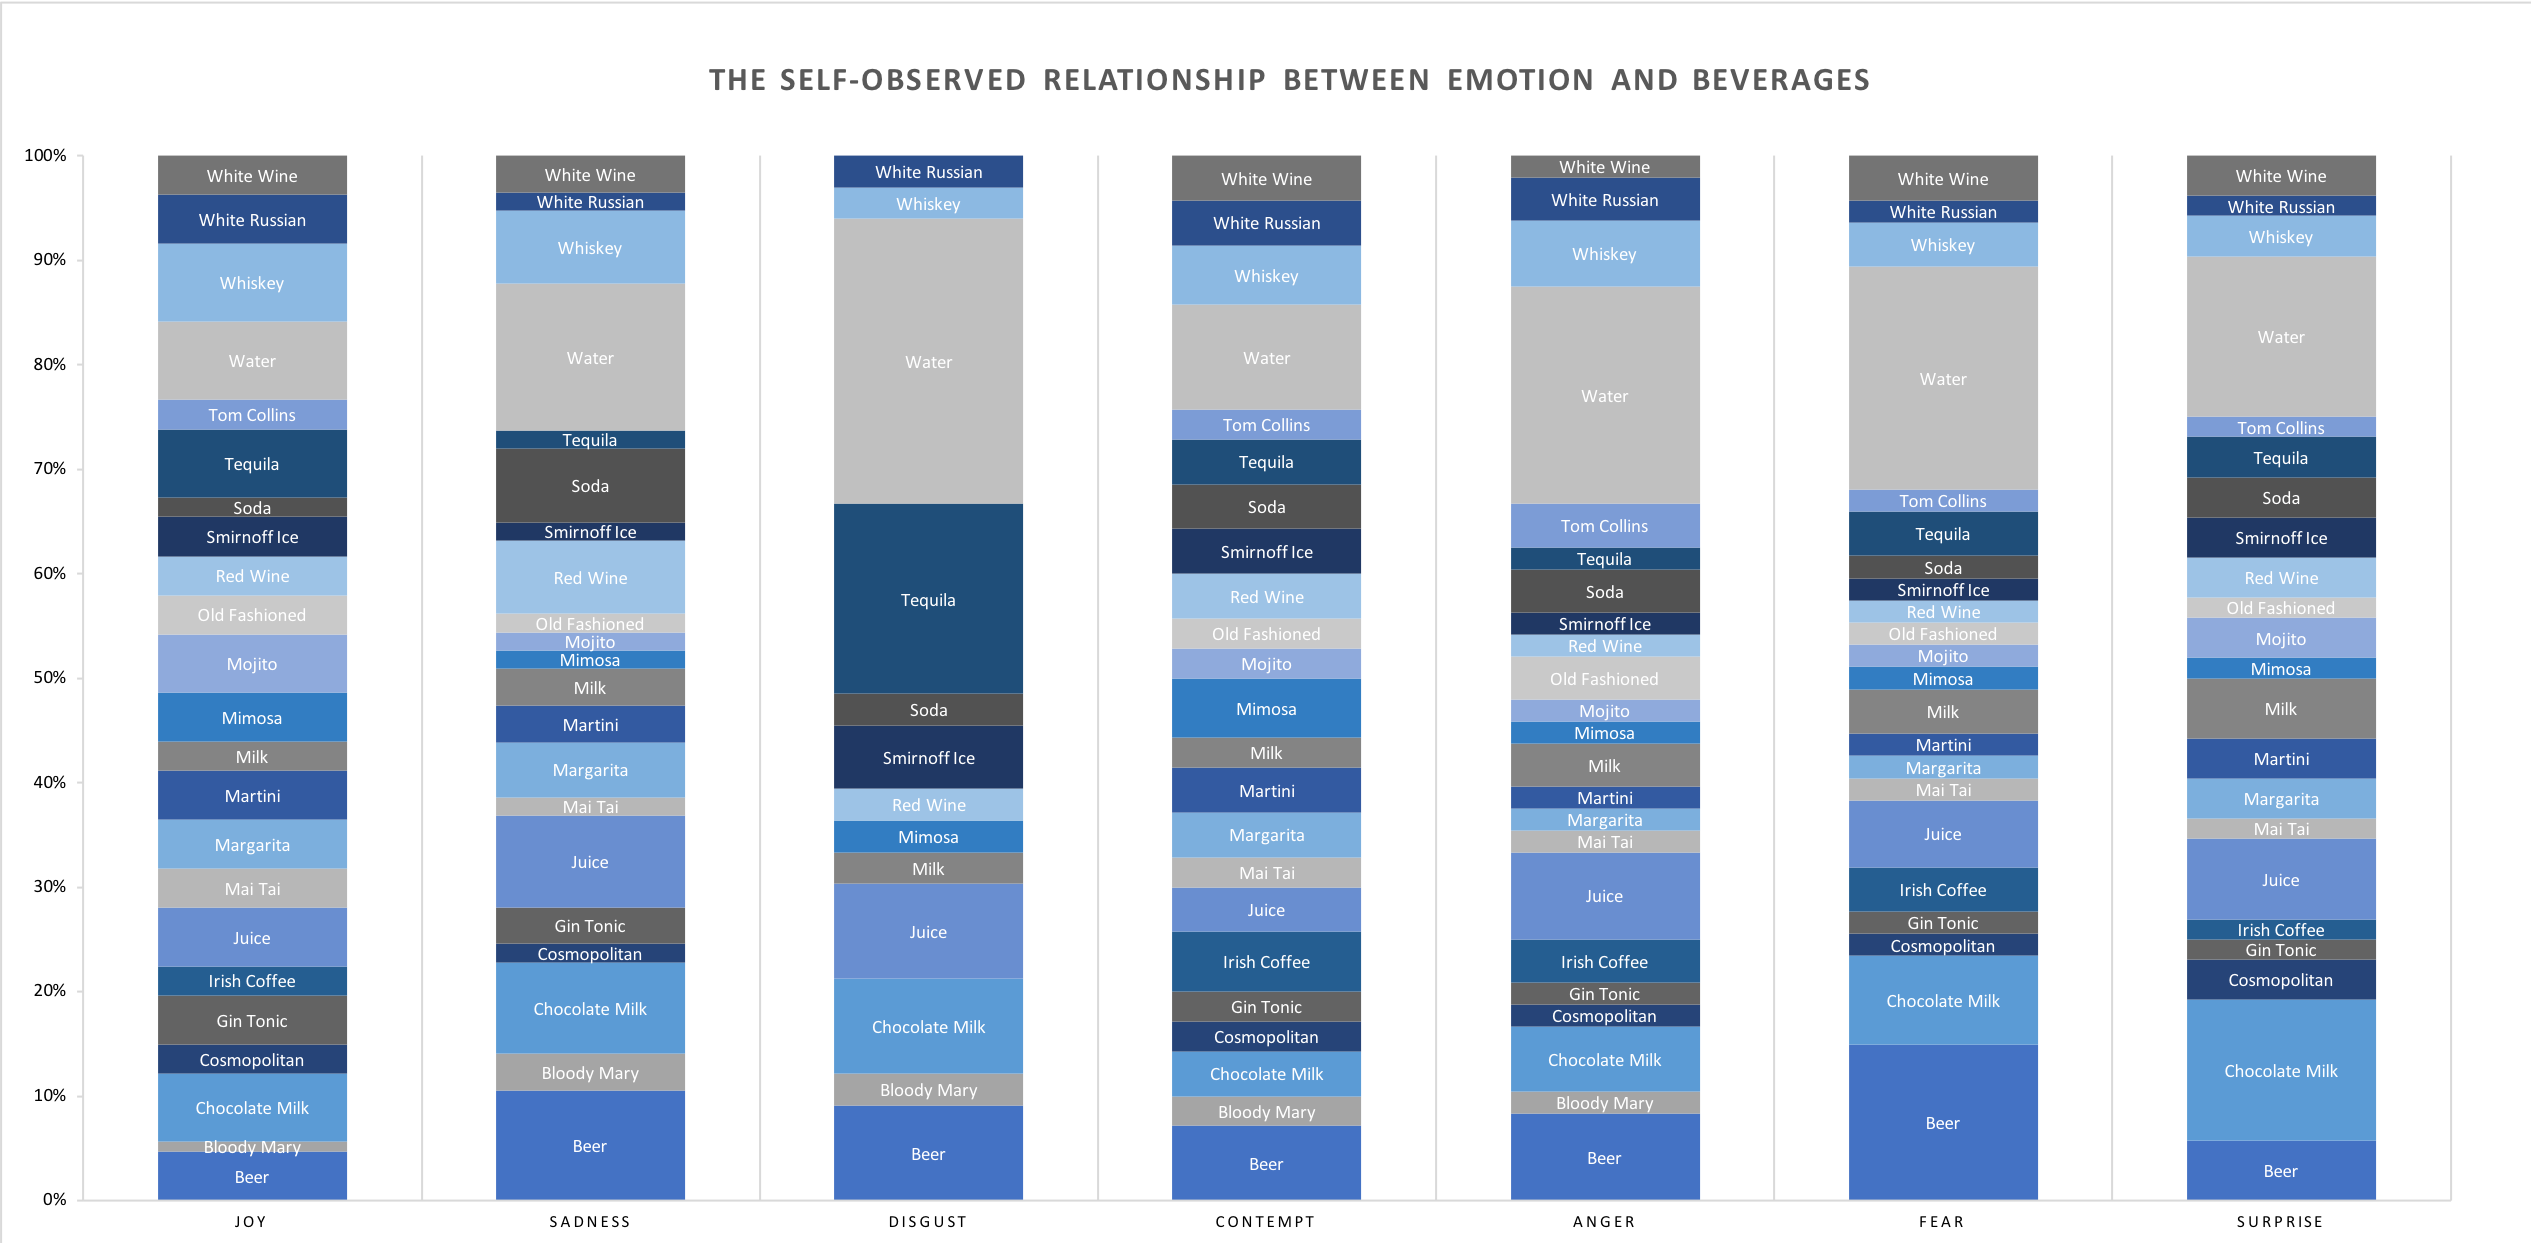 THE SELF-OBSERVED RELATIONSHIP BETWEEN EMOTION AND BEVERAGES
100%
90%
80%
70%
60%
50%
40%
30%
20%
10%
0%
White Wine
White Russian
Whiskey
Water
Tom Collins
Tequila
Soda
Smirnoff Ice
Red Wine
Old Fashioned
Mojito
Mimosa
Milk
Martini
Margarita
Mai Tai
Juice
Irish Coffee
Gin Tonic
Cosmopolitan
Chocolate Milk
Bloody Mary
Beer
JOY
White Wine
White Russian
Whiskey
Water
Tequila
Soda
Smirnoff Ice
Red Wine
Old Fashioned
Mojito
Mimosa
Milk
Martini
Margarita
Mai Tai
Juice
Gin Tonic
Cosmopolitan
Chocolate Milk
Bloody Mary
Beer
SADNESS
White Russian
Whiskey
Water
Tequila
Soda
Smirnoff Ice
Red Wine
Mimosa
Milk
Juice
Chocolate Milk
Bloody Mary
Beer
DISGUST
White Wine
White Russian
Whiskey
Water
Tom Collins
Tequila
Soda
Smirnoff Ice
Red Wine
Old Fashioned
Mojito
Mimosa
Milk
Martini
Margarita
Mai Tai
Juice
Irish Coffee
Gin Tonic
Cosmopolitan
Chocolate Milk
Bloody Mary
Beer
CONTEMPT
White Wine
White Russian
Whiskey
Water
Tom Collins
Tequila
Soda
Smirnoff Ice
Red Wine
Old Fashioned
Mojito
Mimosa
Milk
Martini
Margarita
Mai Tai
Juice
Irish Coffee
Gin Tonic
Cosmopolitan
Chocolate Milk
Bloody Mary
Beer
ANGER
White Wine
White Russian
Whiskey
Water
Tom Collins
Tequila
Soda
Smirnoff Ice
Red Wine
Old Fashioned
Mojito
Mimosa
Milk
Martini
Margarita
Mai Tai
Juice
Irish Coffee
Gin Tonic
Cosmopolitan
Chocolate Milk
Beer
FEAR
White Wine
White Russian
Whiskey
Water
Tom Collins
Tequila
Soda
Smirnoff Ice
Red Wine
Old Fashioned
Mojito
Mimosa
Milk
Martini
Margarita
Mai Tai
Juice
Irish Coffee
Gin Tonic
Cosmopolitan
Chocolate Milk
Beer
SURPRISE